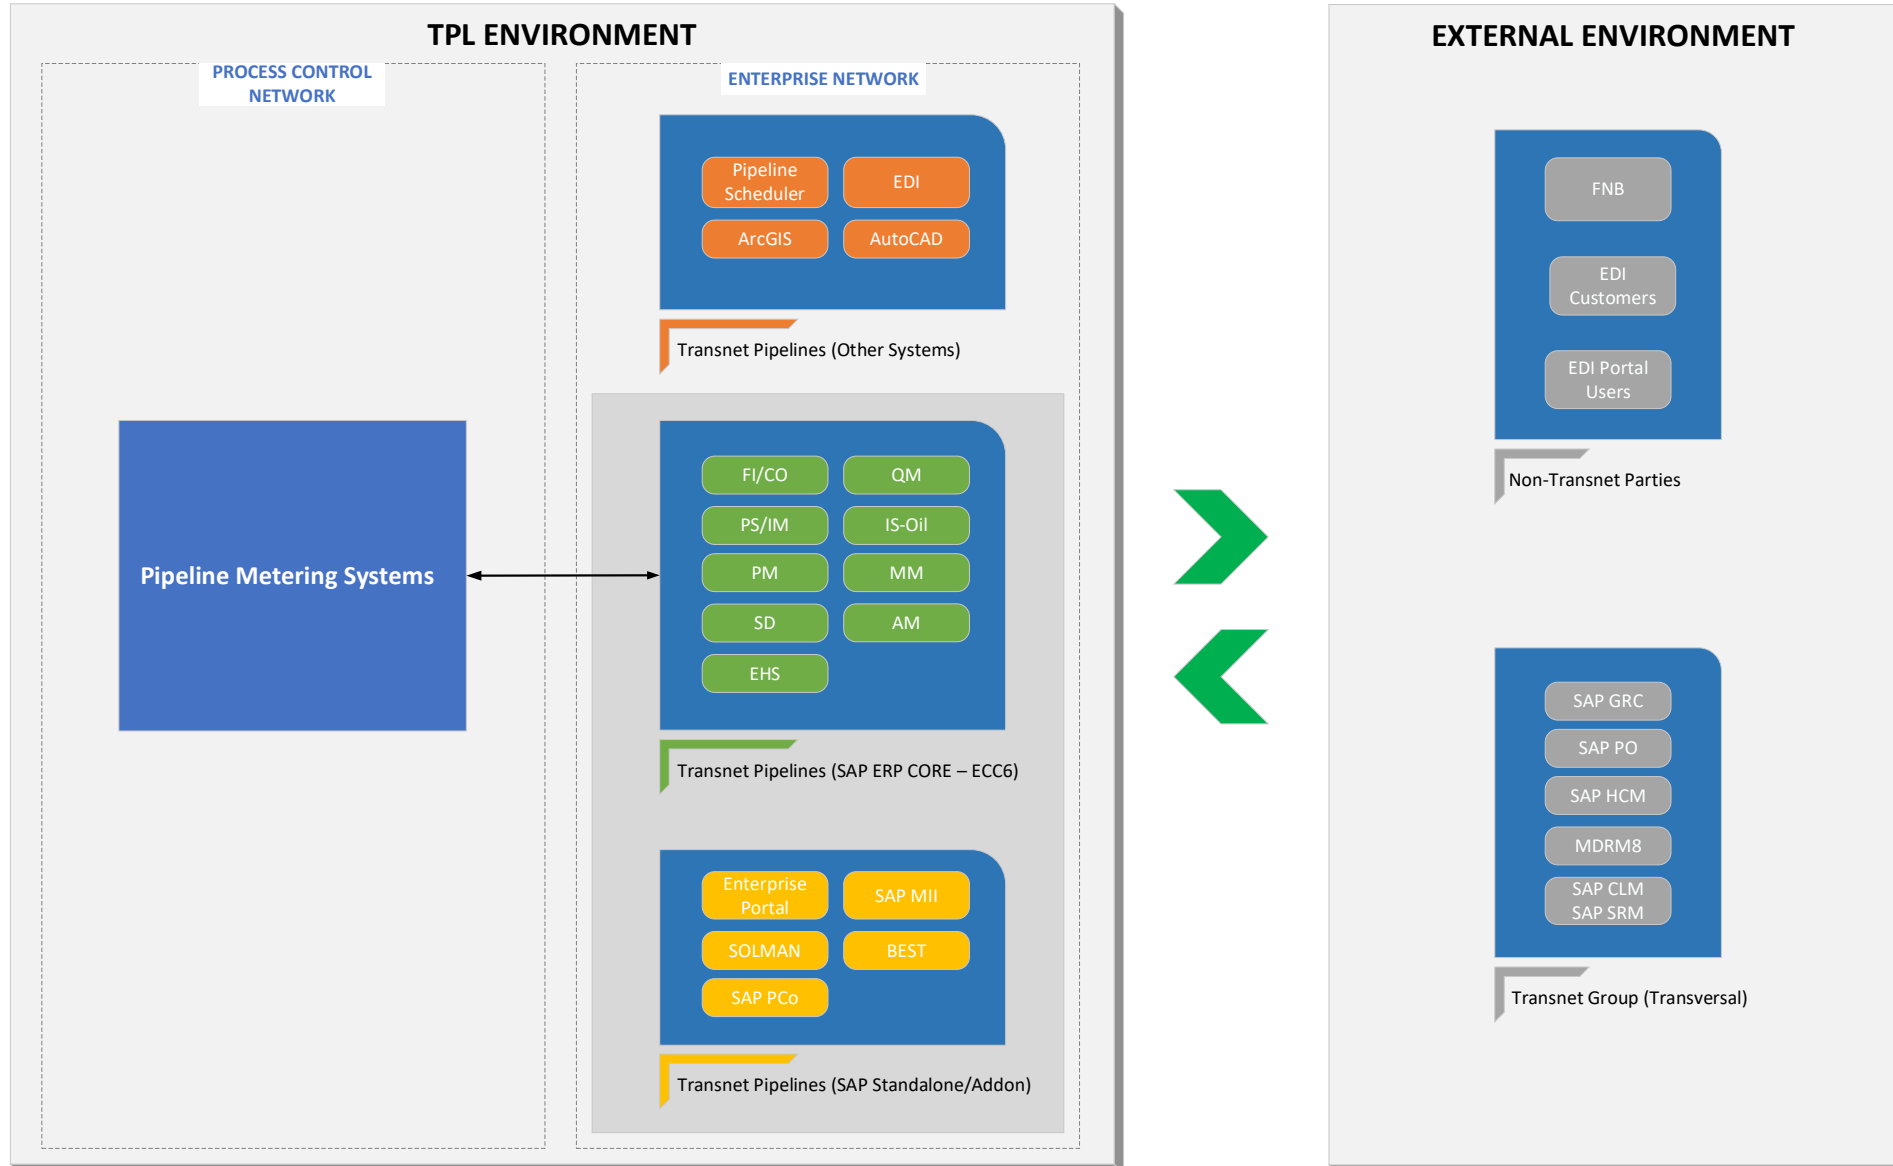 TPL ENVIRONMENT
PROCESS CONTROL
NETWORK
Pipeline Metering Systems
ENTERPRISE NETWORK
Pipeline
Scheduler
EDI
ArcGIS
AutoCAD
Transnet Pipelines (Other Systems)
FI/CO
QM
PS/IM
IS-Oil
PM
MM
SD
AM
EHS
Transnet Pipelines (SAP ERP CORE – ECC6)
Enterprise
Portal
SAP MII
SOLMAN
BEST
SAP PCo
Transnet Pipelines (SAP Standalone/Addon)
EXTERNAL ENVIRONMENT
FNB
EDI
Customers
EDI Portal
Users
Non-Transnet Parties
SAP GRC
SAP PO
SAP HCM
MDRM8
SAP CLM
SAP SRM
Transnet Group (Transversal)